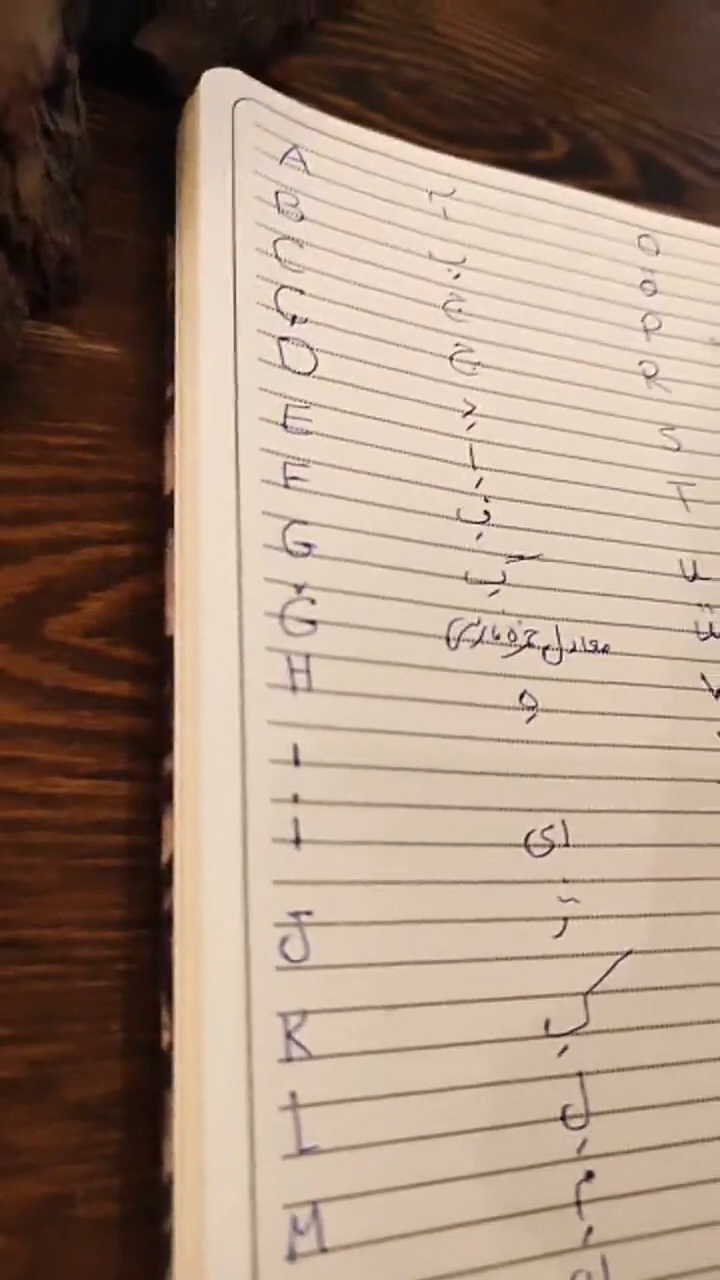 A آ O
B بِ Ö
C جِ P
Ç چِ R
D دِ S
E اِ T
F فِ U
G گِ Ü
Ğ معادل
H هِ
I
İ ای
J ژ
K کِ
L لِ
M مِ